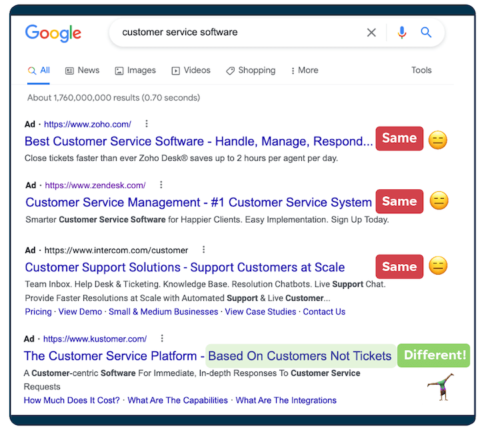 Google
customer service software
All News Images Videos Shopping More Tools
About 1,760,000,000 results (0.70 seconds)
Ad · https://www.zoho.com/
Best Customer Service Software - Handle, Manage, Respond... Same
Close tickets faster than ever Zoho Desk® saves up to 2 hours per agent per day.
Ad · https://www.zendesk.com/
Customer Service Management - #1 Customer Service System Same
Smarter Customer Service Software for Happier Clients. Easy Implementation. Sign Up Today.
Ad · https://www.intercom.com/customer
Customer Support Solutions - Support Customers at Scale Same
Team Inbox. Help Desk & Ticketing. Knowledge Base. Resolution Chatbots. Live Support Chat.
Provide Faster Resolutions at Scale with Automated Support & Live Customer...
Pricing · View Demo · Small & Medium Businesses · View Case Studies · Contact Us
Ad · https://www.kustomer.com/
The Customer Service Platform - Based On Customers Not Tickets Different!
A Customer-centric Software For Immediate, In-depth Responses To Customer Service
Requests
How Much Does It Cost? · What Are The Capabilities · What Are The Integrations